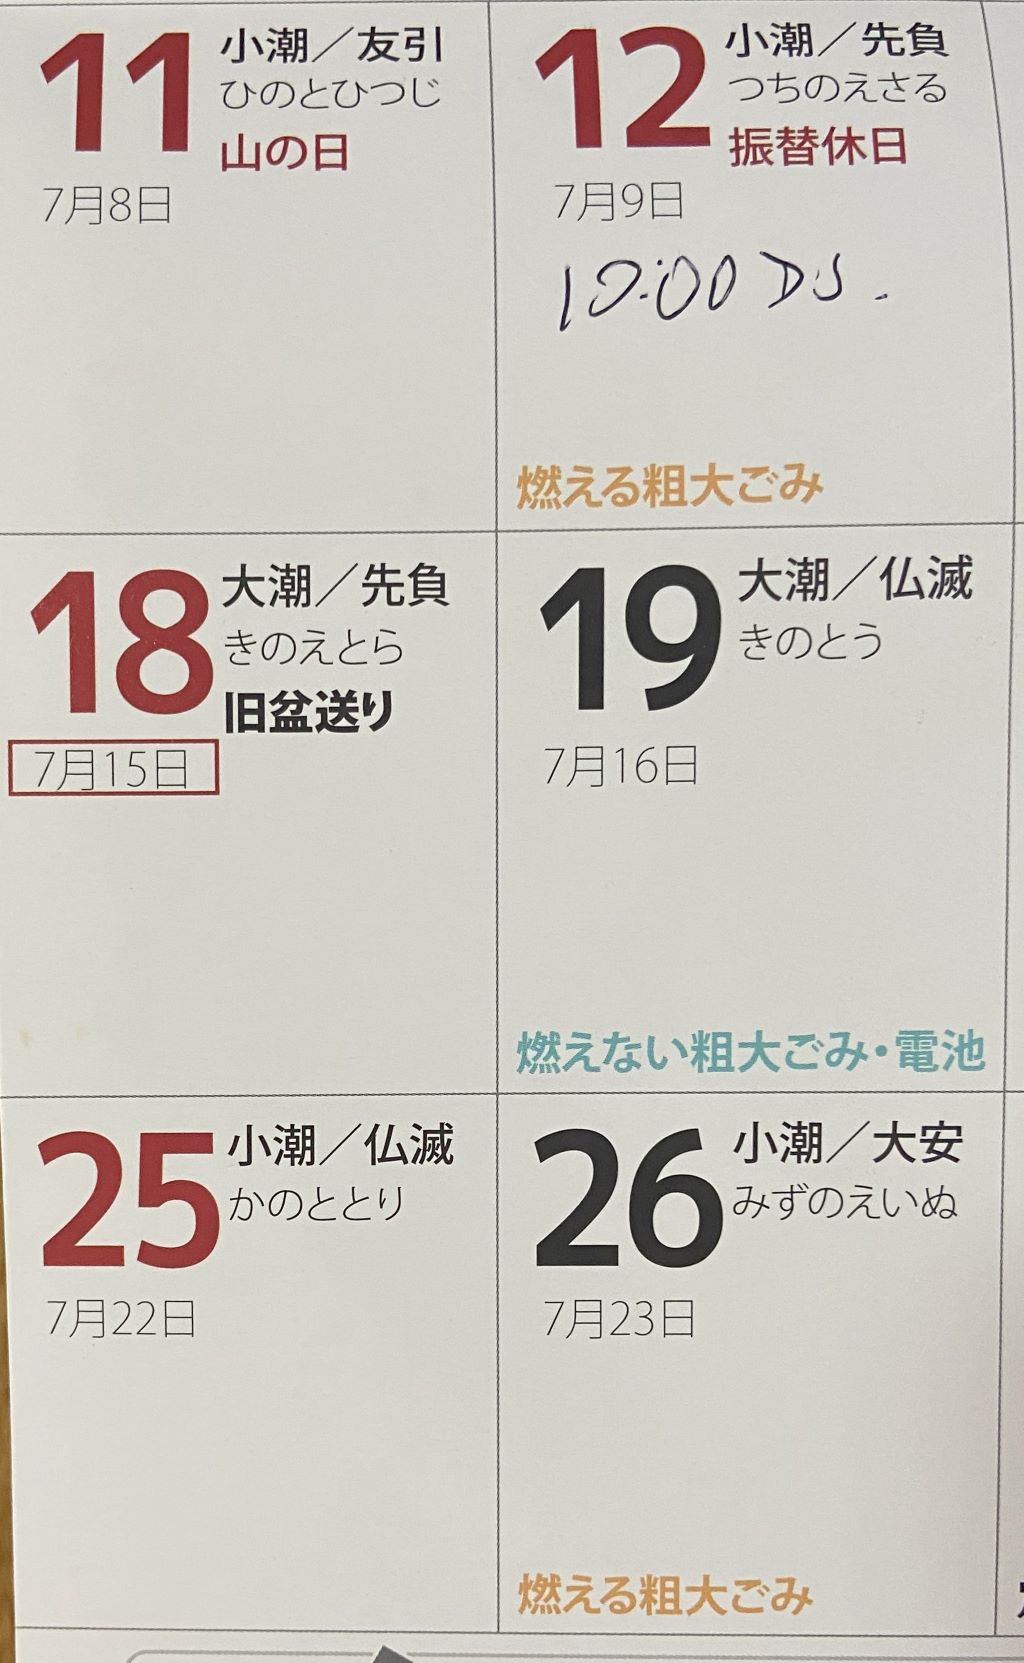 11 小潮／友引
ひのとひつじ
山の日
7月8日
12 小潮／先負
つちのえさる
振替休日
7月9日
10:00 DJ.
燃える粗大ごみ
18 大潮／先負
きのえとら
旧盆送り
7月15日
19 大潮／仏滅
きのとう
7月16日
燃えない粗大ごみ・電池
25 小潮／仏滅
かのととり
7月22日
26 小潮／大安
みずのえいぬ
7月23日
燃える粗大ごみ